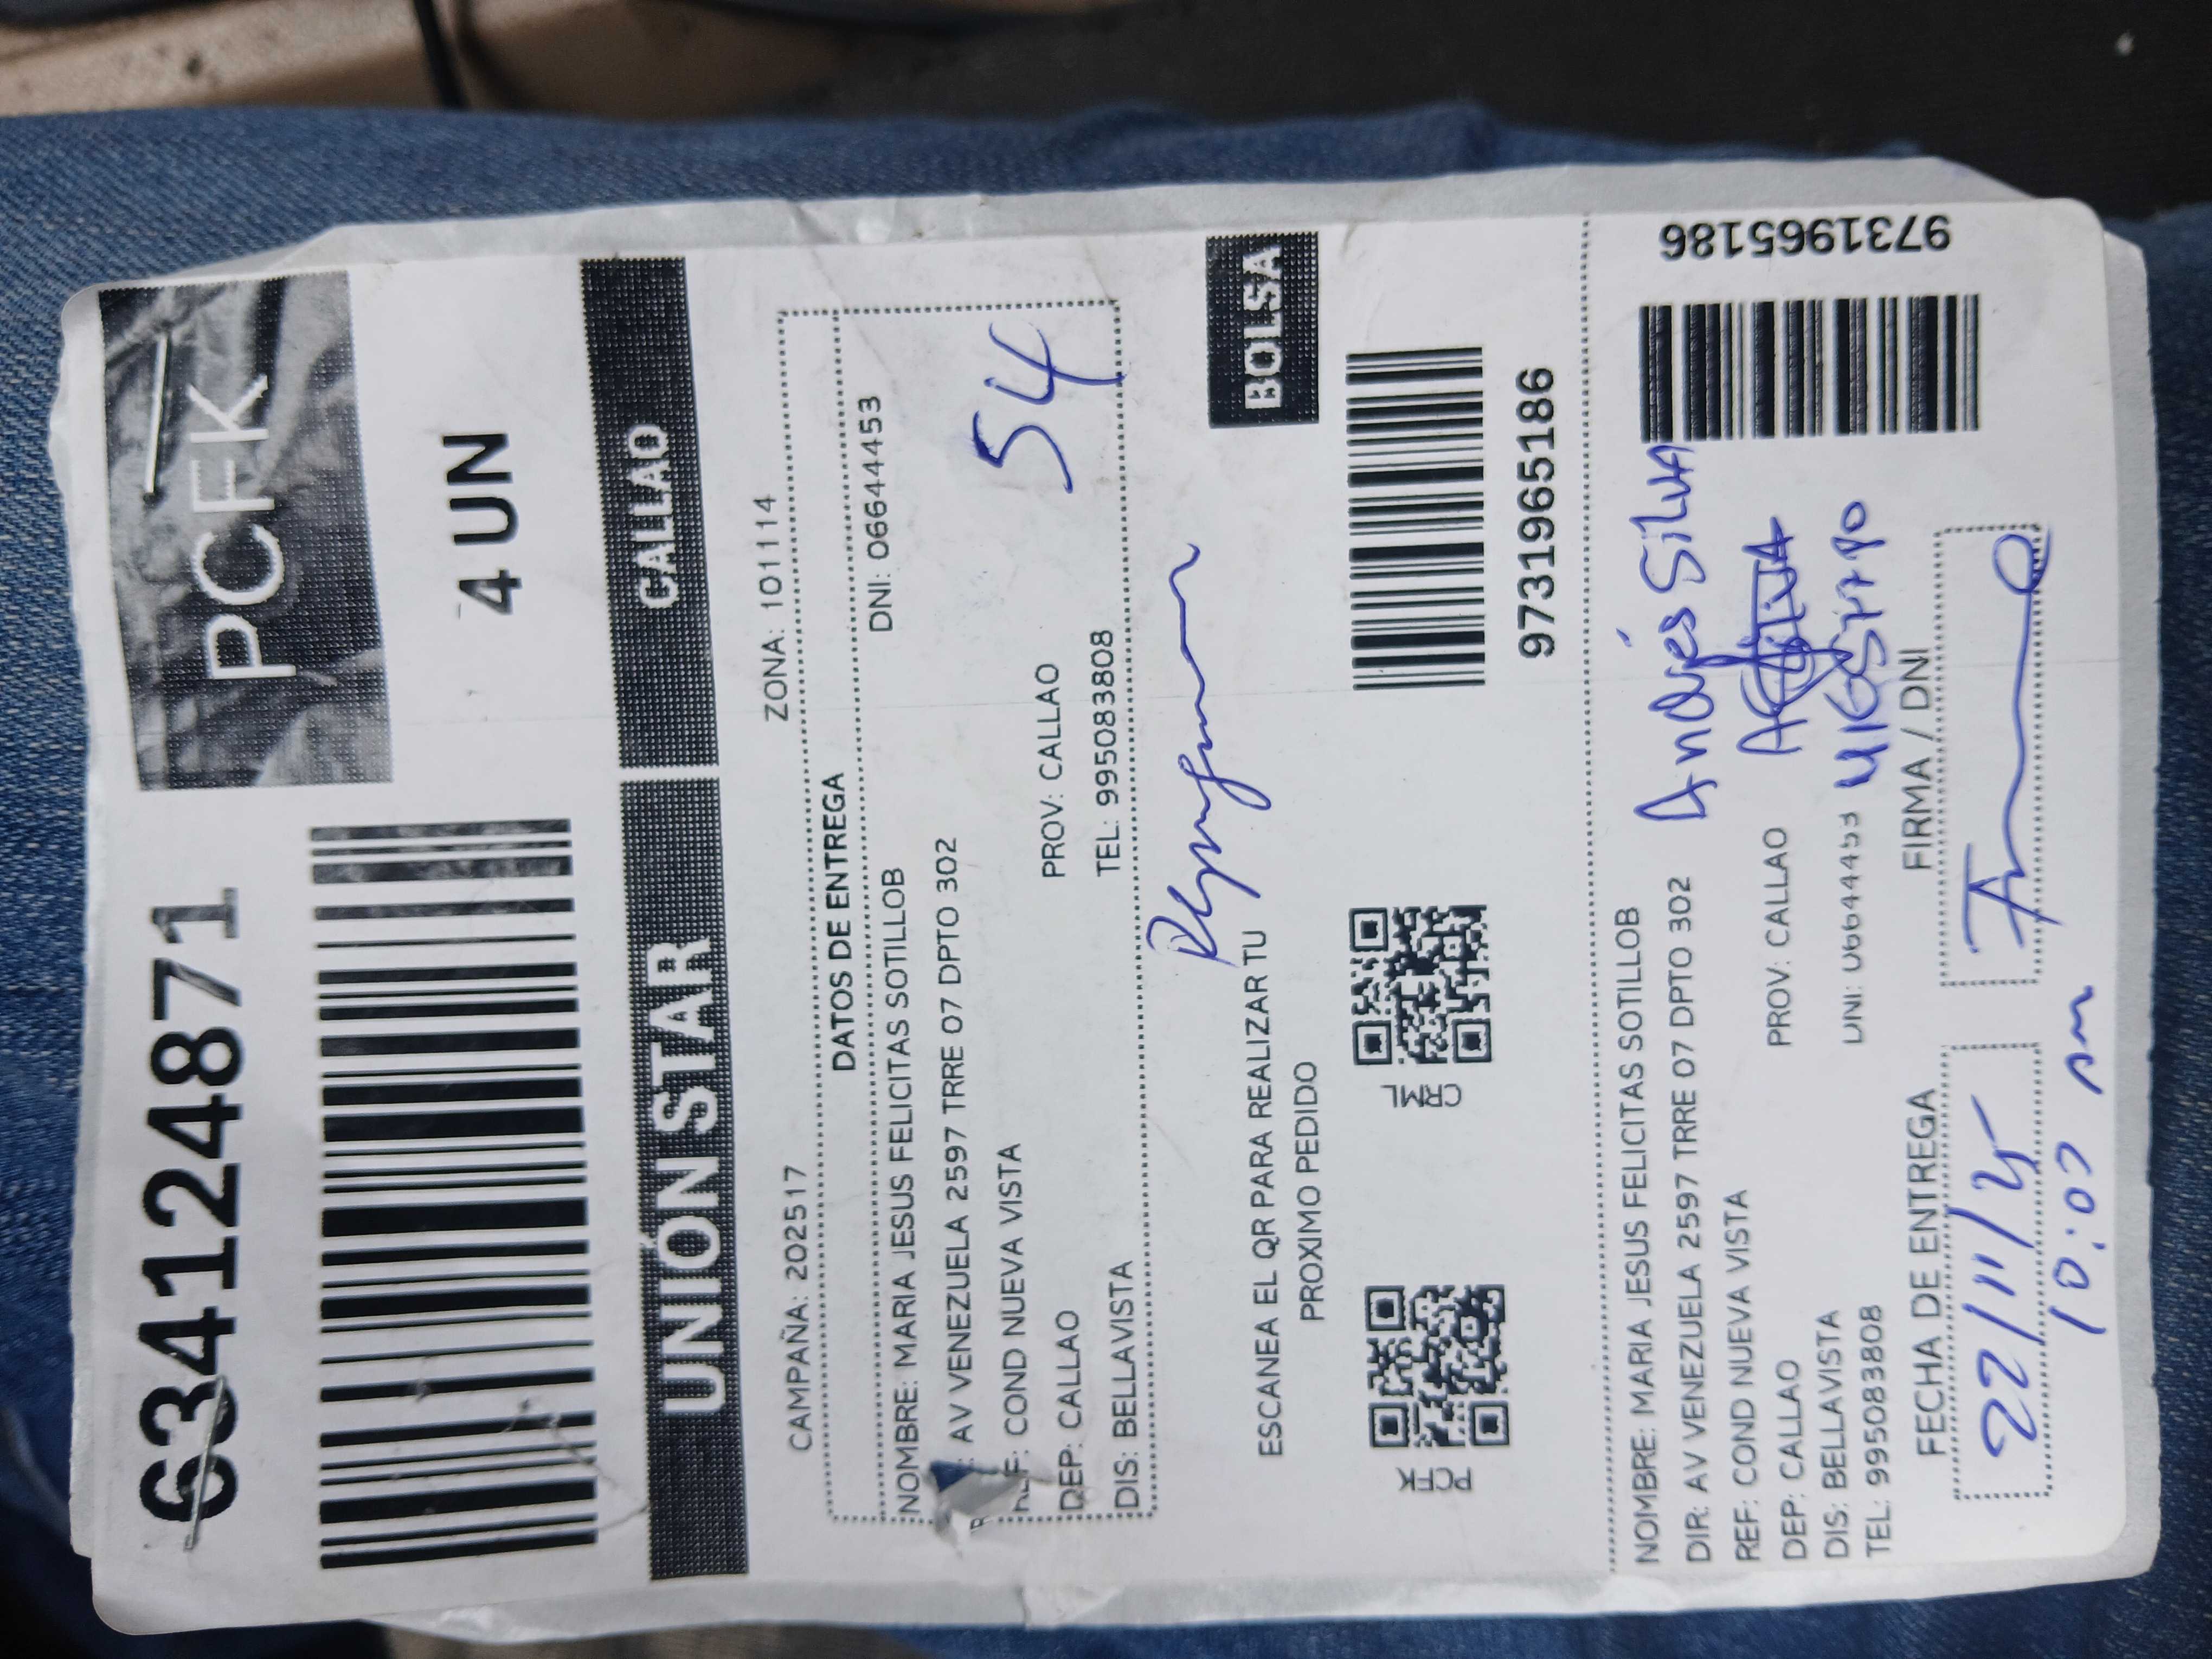 6341224871
PCFK
4 UN
UNIÓN STAR
CALLAO
CAMPAÑA: 202517
ZONA: 101114
DATOS DE ENTREGA
NOMBRE: MARIA JESUS FELICITAS SOTILLOB
DNI: 06644453
AV VENEZUELA 2597 TRRE 07 DPTO 302
REF: COND NUEVA VISTA
DEP: CALLAO
PROV: CALLAO
DIS: BELLAVISTA
TEL: 995083808
54
BOLSA
ESCANEA EL QR PARA REALIZAR TU
PROXIMO PEDIDO
PCFK
CRML
9731965186
NOMBRE: MARIA JESUS FELICITAS SOTILLOB
DIR: AV VENEZUELA 2597 TRRE 07 DPTO 302
Andrés Silva
REF: COND NUEVA VISTA
DEP: CALLAO
PROV: CALLAO
DIS: BELLAVISTA
DNI: 06644453
TEL: 995083808
9731965186
FECHA DE ENTREGA
FIRMA / DNI
22/11/25
10:00 am